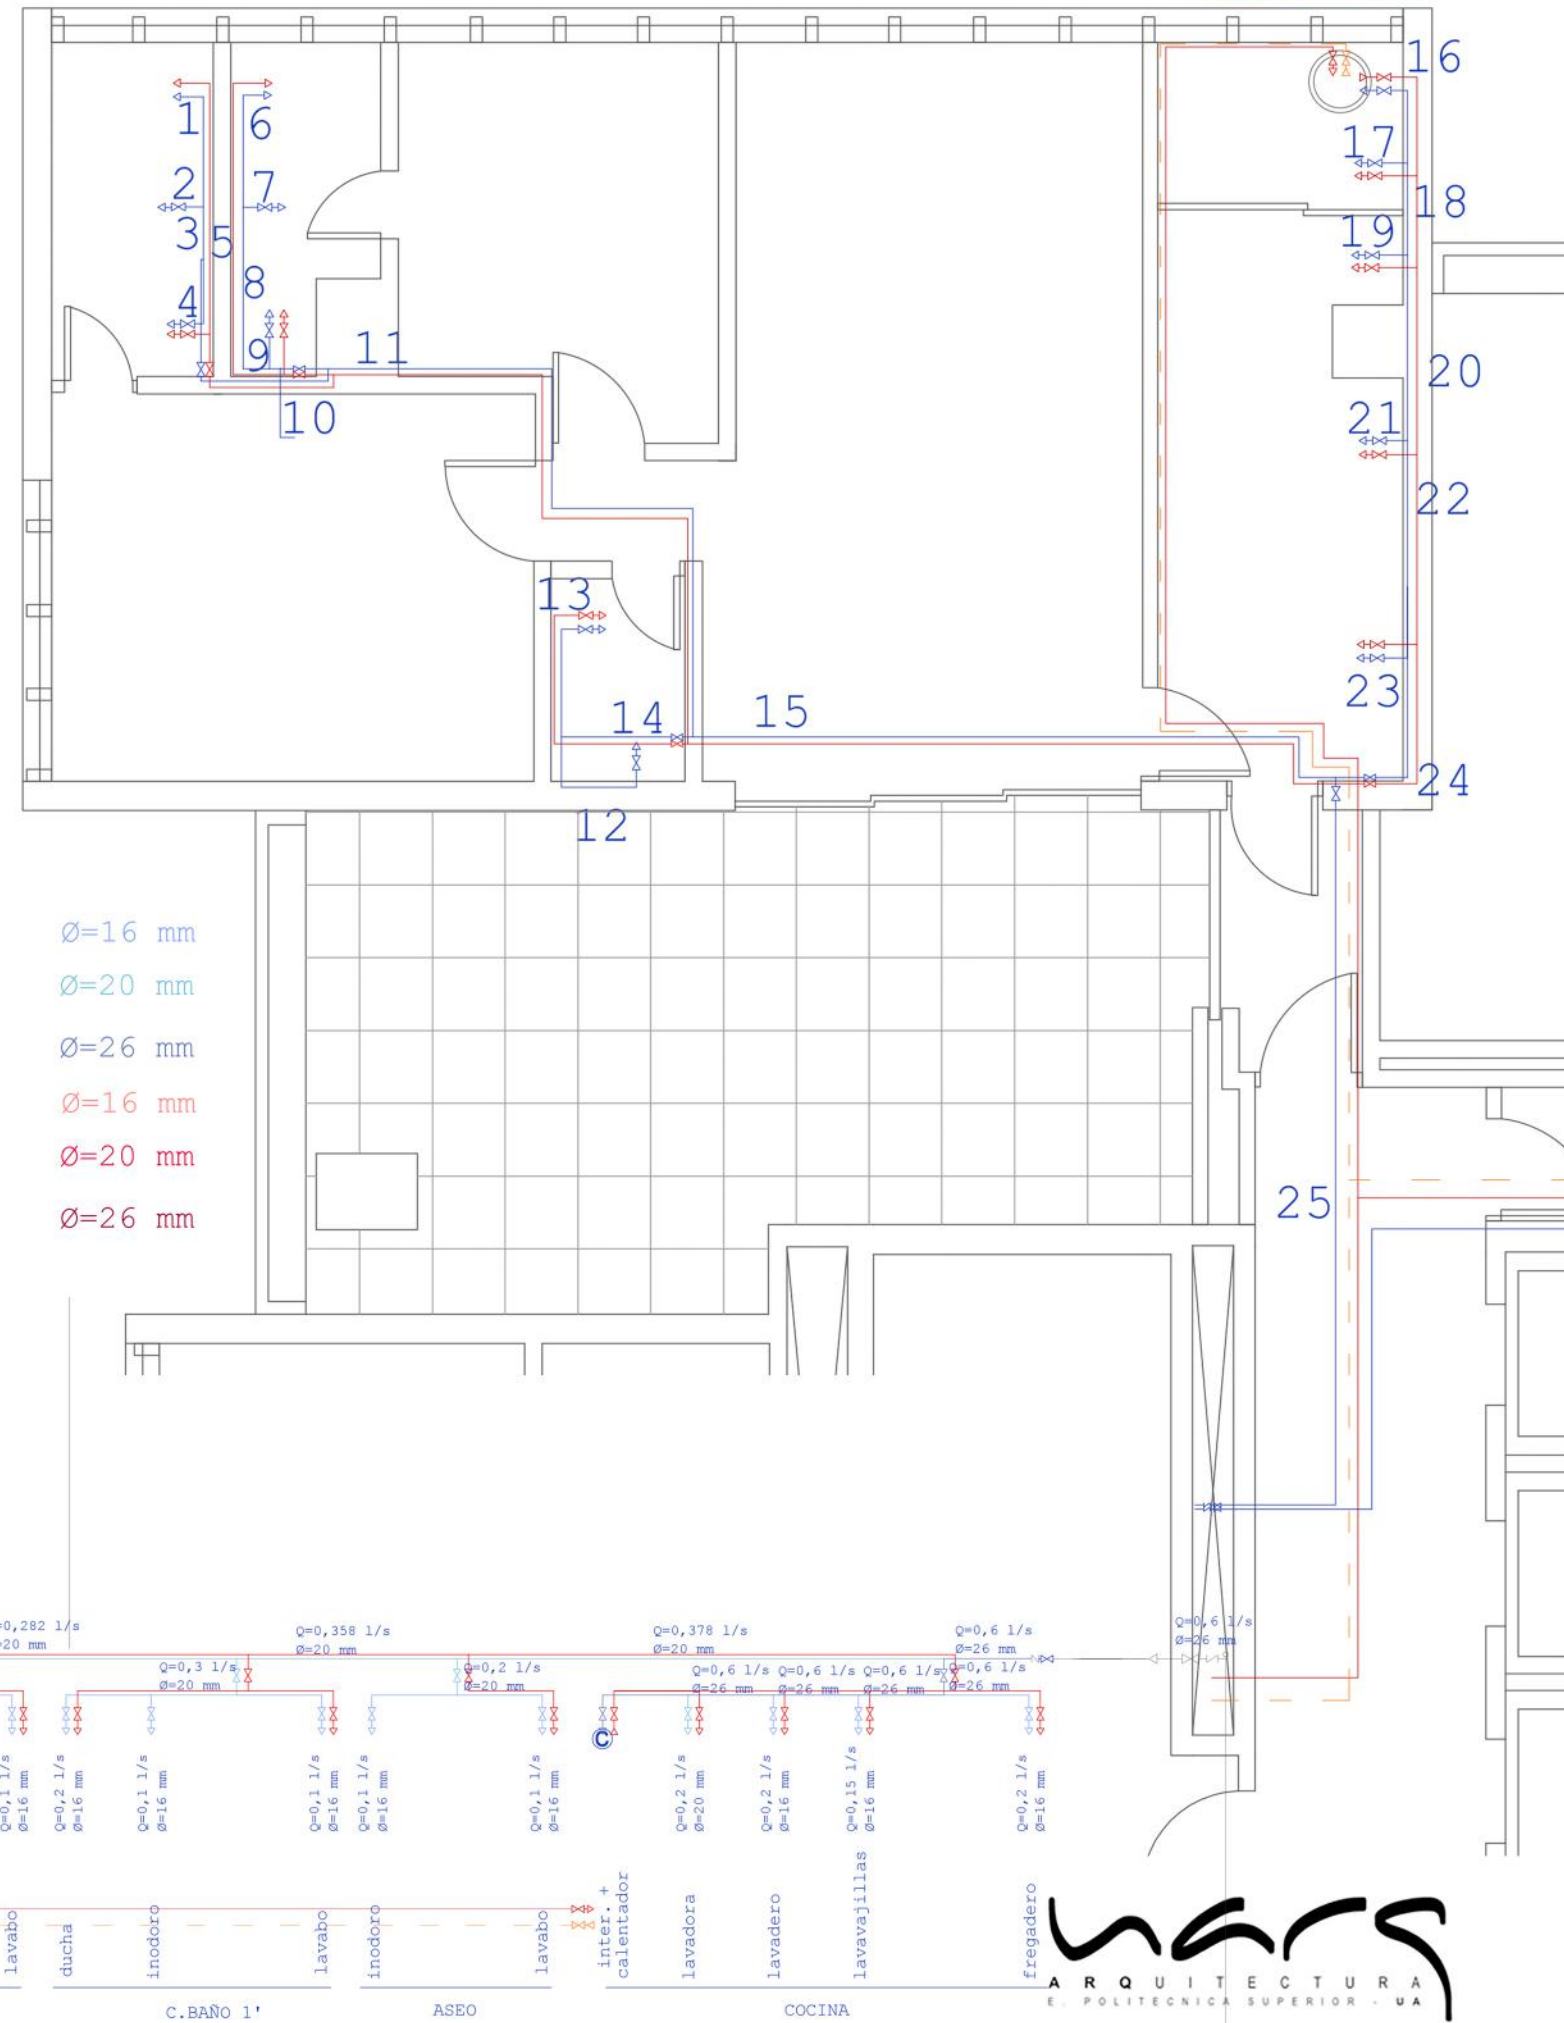 16
1
6
17
2
7
18
3
5
19
8
4
9
11
20
10
21
22
13
23
14
15
24
12
Ø=16 mm
Ø=20 mm
Ø=26 mm
Ø=16 mm
Ø=20 mm
Ø=26 mm
25
=0,282 l/s
=20 mm
Q=0,358 l/s
Ø=20 mm
Q=0,378 l/s
Ø=20 mm
Q=0,6 l/s
Ø=26 mm
Q=0,6 l/s
Ø=26 mm
Q=0,3 l/s
Ø=20 mm
Q=0,2 l/s
Ø=20 mm
Q=0,6 l/s
Ø=26 mm
Q=0,6 l/s
Ø=26 mm
Q=0,6 l/s
Ø=26 mm
Q=0,6 l/s
Ø=26 mm
C
Q=0,1 l/s
Ø=16 mm
Q=0,2 l/s
Ø=16 mm
Q=0,1 l/s
Ø=16 mm
Q=0,1 l/s
Ø=16 mm
Q=0,1 l/s
Ø=16 mm
Q=0,1 l/s
Ø=16 mm
Q=0,2 l/s
Ø=20 mm
Q=0,2 l/s
Ø=16 mm
Q=0,15 l/s
Ø=16 mm
Q=0,2 l/s
Ø=16 mm
lavabo
ducha
inodoro
lavabo
inodoro
lavabo
inter. +
calentador
lavadora
lavadero
lavavajillas
fregadero
C.BAÑO 1'
ASEO
COCINA
ARQUITECTURA
E. POLITECNICA SUPERIOR - UA